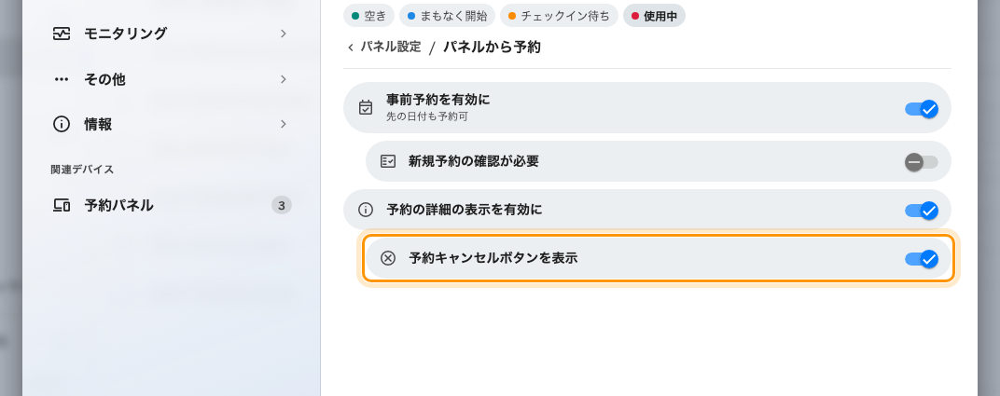 モニタリング
その他
情報
関連デバイス
予約パネル 3
空き まもなく開始 チェックイン待ち 使用中
パネル設定 / パネルから予約
事前予約を有効に
先の日付も予約可
新規予約の確認が必要
予約の詳細の表示を有効に
予約キャンセルボタンを表示